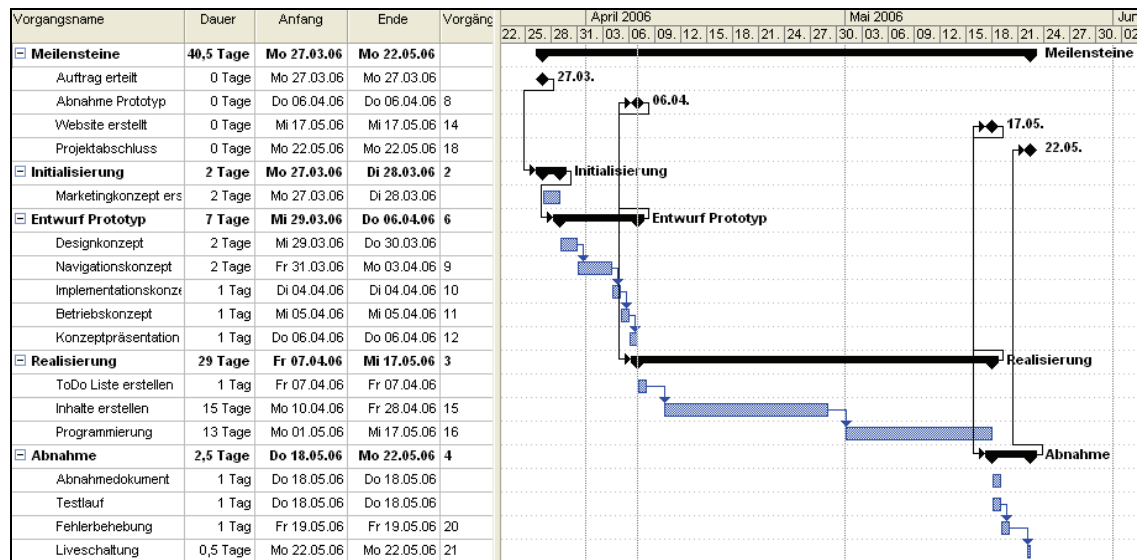 Vorgangsname Dauer Anfang Ende Vorgäng April 2006 Mai 2006 Jun
22. 25. 28. 31. 03. 06. 09. 12. 15. 18. 21. 24. 27. 30. 03. 06. 09. 12. 15. 18. 21. 24. 27. 30. 02
Meilensteine 40,5 Tage Mo 27.03.06 Mo 22.05.06 Meilensteine
Auftrag erteilt 0 Tage Mo 27.03.06 Mo 27.03.06 27.03.
Abnahme Prototyp 0 Tage Do 06.04.06 Do 06.04.06 8 06.04.
Website erstellt 0 Tage Mi 17.05.06 Mi 17.05.06 14 17.05.
Projektabschluss 0 Tage Mo 22.05.06 Mo 22.05.06 18 22.05.
Initialisierung 2 Tage Mo 27.03.06 Di 28.03.06 2 Initialisierung
Marketingkonzept ers 2 Tage Mo 27.03.06 Di 28.03.06
Entwurf Prototyp 7 Tage Mi 29.03.06 Do 06.04.06 6 Entwurf Prototyp
Designkonzept 2 Tage Mi 29.03.06 Do 30.03.06
Navigationskonzept 2 Tage Fr 31.03.06 Mo 03.04.06 9
Implementationskonze 1 Tag Di 04.04.06 Di 04.04.06 10
Betriebskonzept 1 Tag Mi 05.04.06 Mi 05.04.06 11
Konzeptpräsentation 1 Tag Do 06.04.06 Do 06.04.06 12
Realisierung 29 Tage Fr 07.04.06 Mi 17.05.06 3 Realisierung
ToDo Liste erstellen 1 Tag Fr 07.04.06 Fr 07.04.06
Inhalte erstellen 15 Tage Mo 10.04.06 Fr 28.04.06 15
Programmierung 13 Tage Mo 01.05.06 Mi 17.05.06 16
Abnahme 2,5 Tage Do 18.05.06 Mo 22.05.06 4 Abnahme
Abnahmedokument 1 Tag Do 18.05.06 Do 18.05.06
Testlauf 1 Tag Do 18.05.06 Do 18.05.06
Fehlerbehebung 1 Tag Fr 19.05.06 Fr 19.05.06 20
Liveschaltung 0,5 Tage Mo 22.05.06 Mo 22.05.06 21